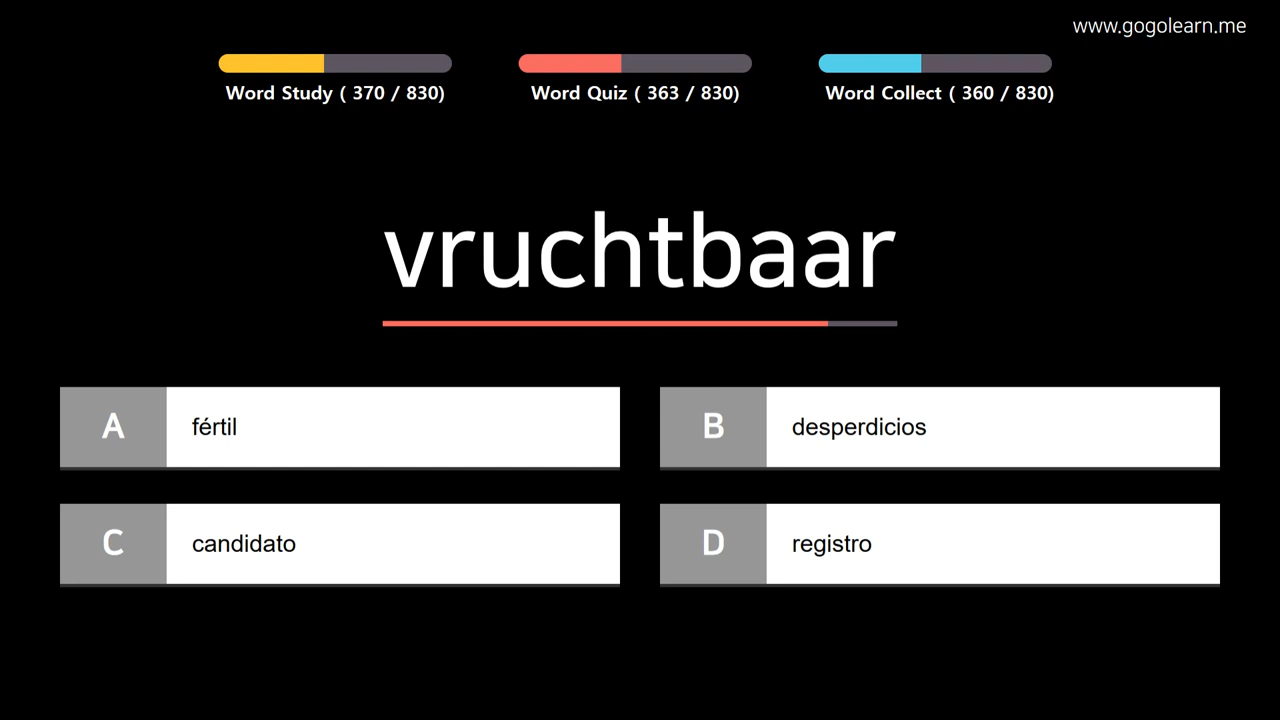 www.gogolearn.me
Word Study ( 370 / 830)
Word Quiz ( 363 / 830)
Word Collect ( 360 / 830)
vruchtbaar
A fértil
B desperdicios
C candidato
D registro